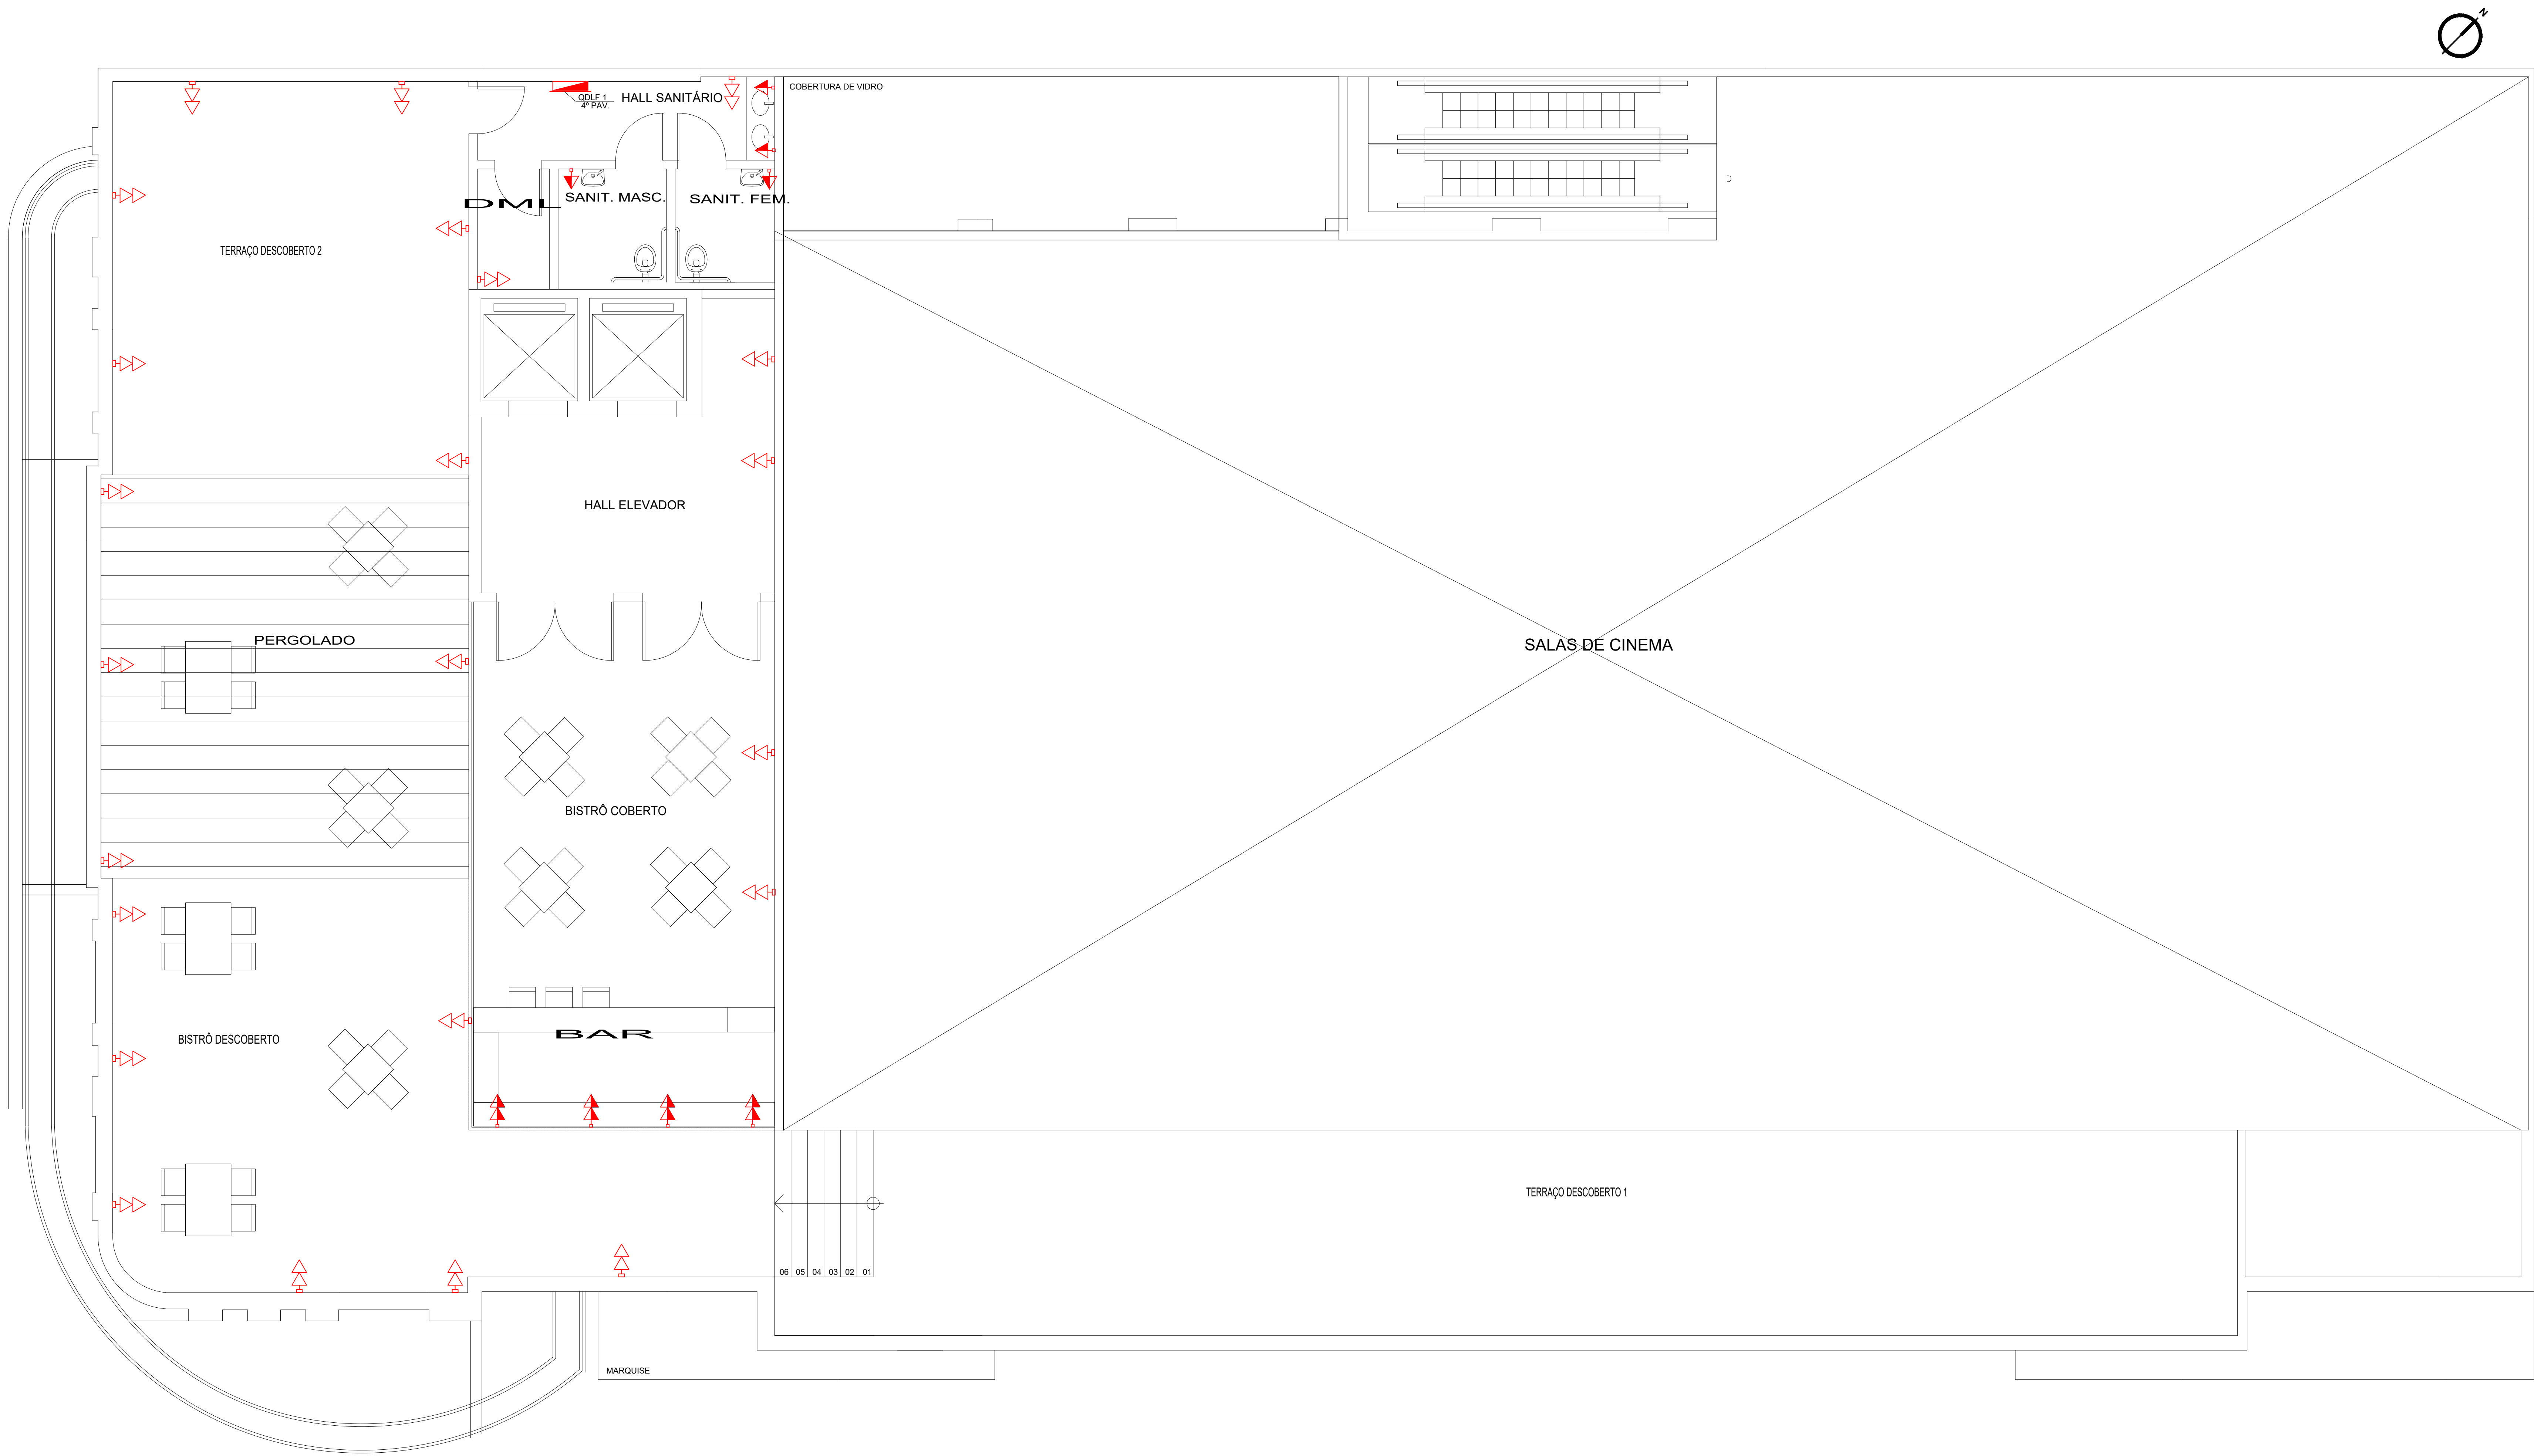 N
COBERTURA DE VIDRO
QDLF 1
4º PAV.
HALL SANITÁRIO
D
DML
SANIT. MASC.
SANIT. FEM.
TERRAÇO DESCOBERTO 2
HALL ELEVADOR
PERGOLADO
SALAS DE CINEMA
BISTRÔ COBERTO
BISTRÔ DESCOBERTO
BAR
TERRAÇO DESCOBERTO 1
06 05 04 03 02 01
MARQUISE